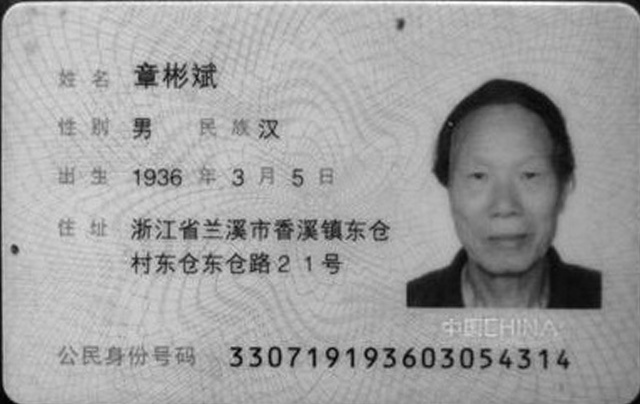 姓名 章彬斌
性别 男 民族 汉
出生 1936 年 3 月 5 日
住址 浙江省兰溪市香溪镇东仓
村东仓东仓路21号
中国CHINA
公民身份号码 330719193603054314